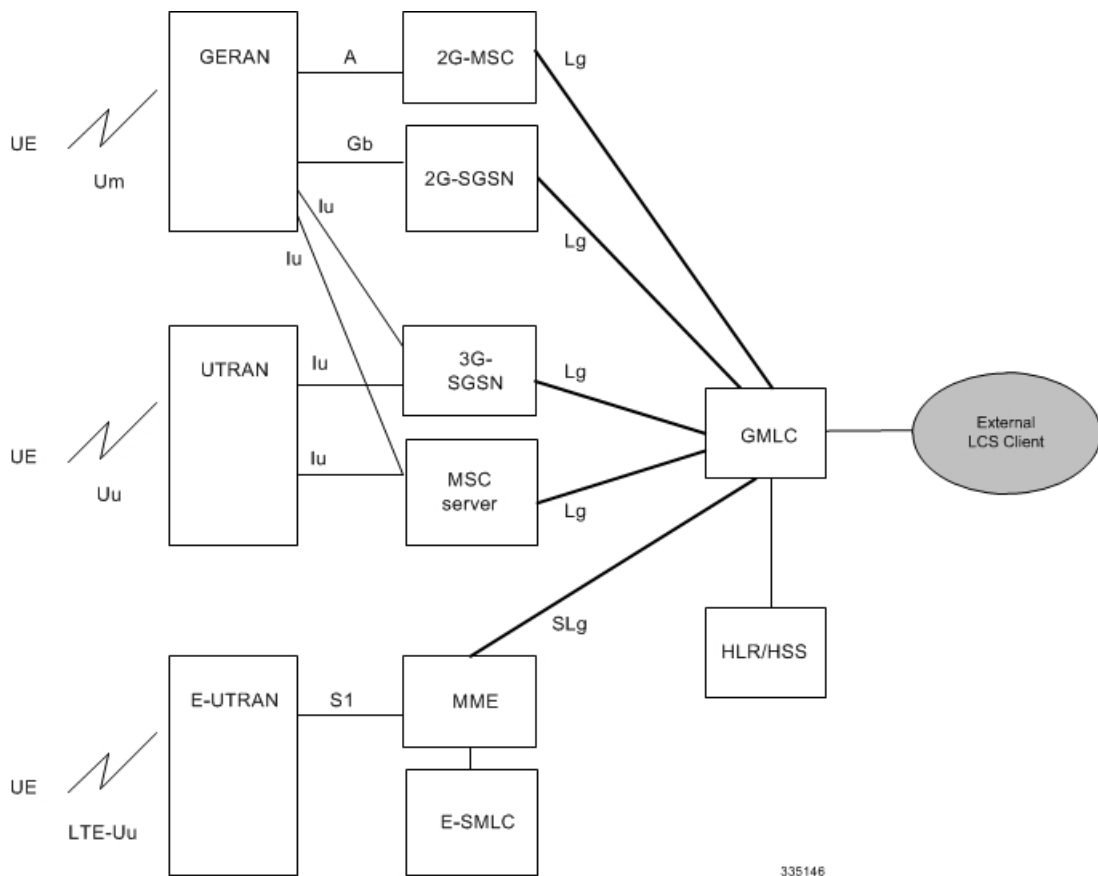 GERAN
A
2G-MSC
Lg
UE
Um
Gb
2G-SGSN
Iu
Iu
Lg
UTRAN
Iu
3G-
SGSN
Lg
GMLC
External
LCS Client
UE
Uu
Iu
MSC
server
Lg
SLg
HLR/HSS
E-UTRAN
S1
MME
UE
LTE-Uu
E-SMLC
335146